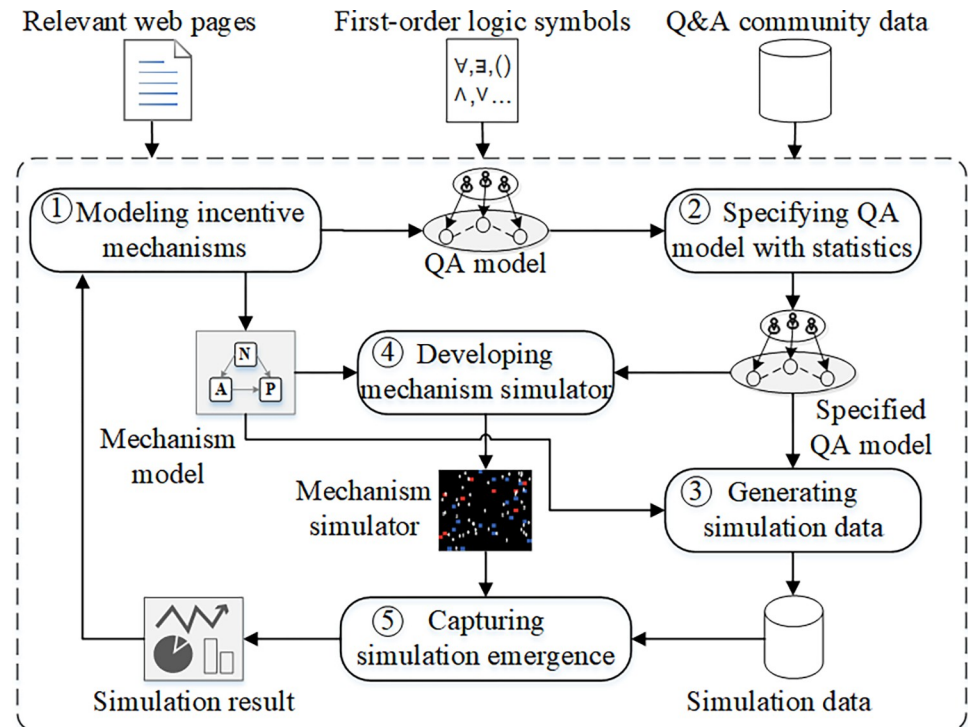 Relevant web pages
First-order logic symbols
Q&A community data
∀,∃,()
∧,∨...
① Modeling incentive
mechanisms
QA model
② Specifying QA
model with statistics
N
A
P
Mechanism
model
④ Developing
mechanism simulator
Specified
QA model
Mechanism
simulator
③ Generating
simulation data
⑤ Capturing
simulation emergence
Simulation result
Simulation data